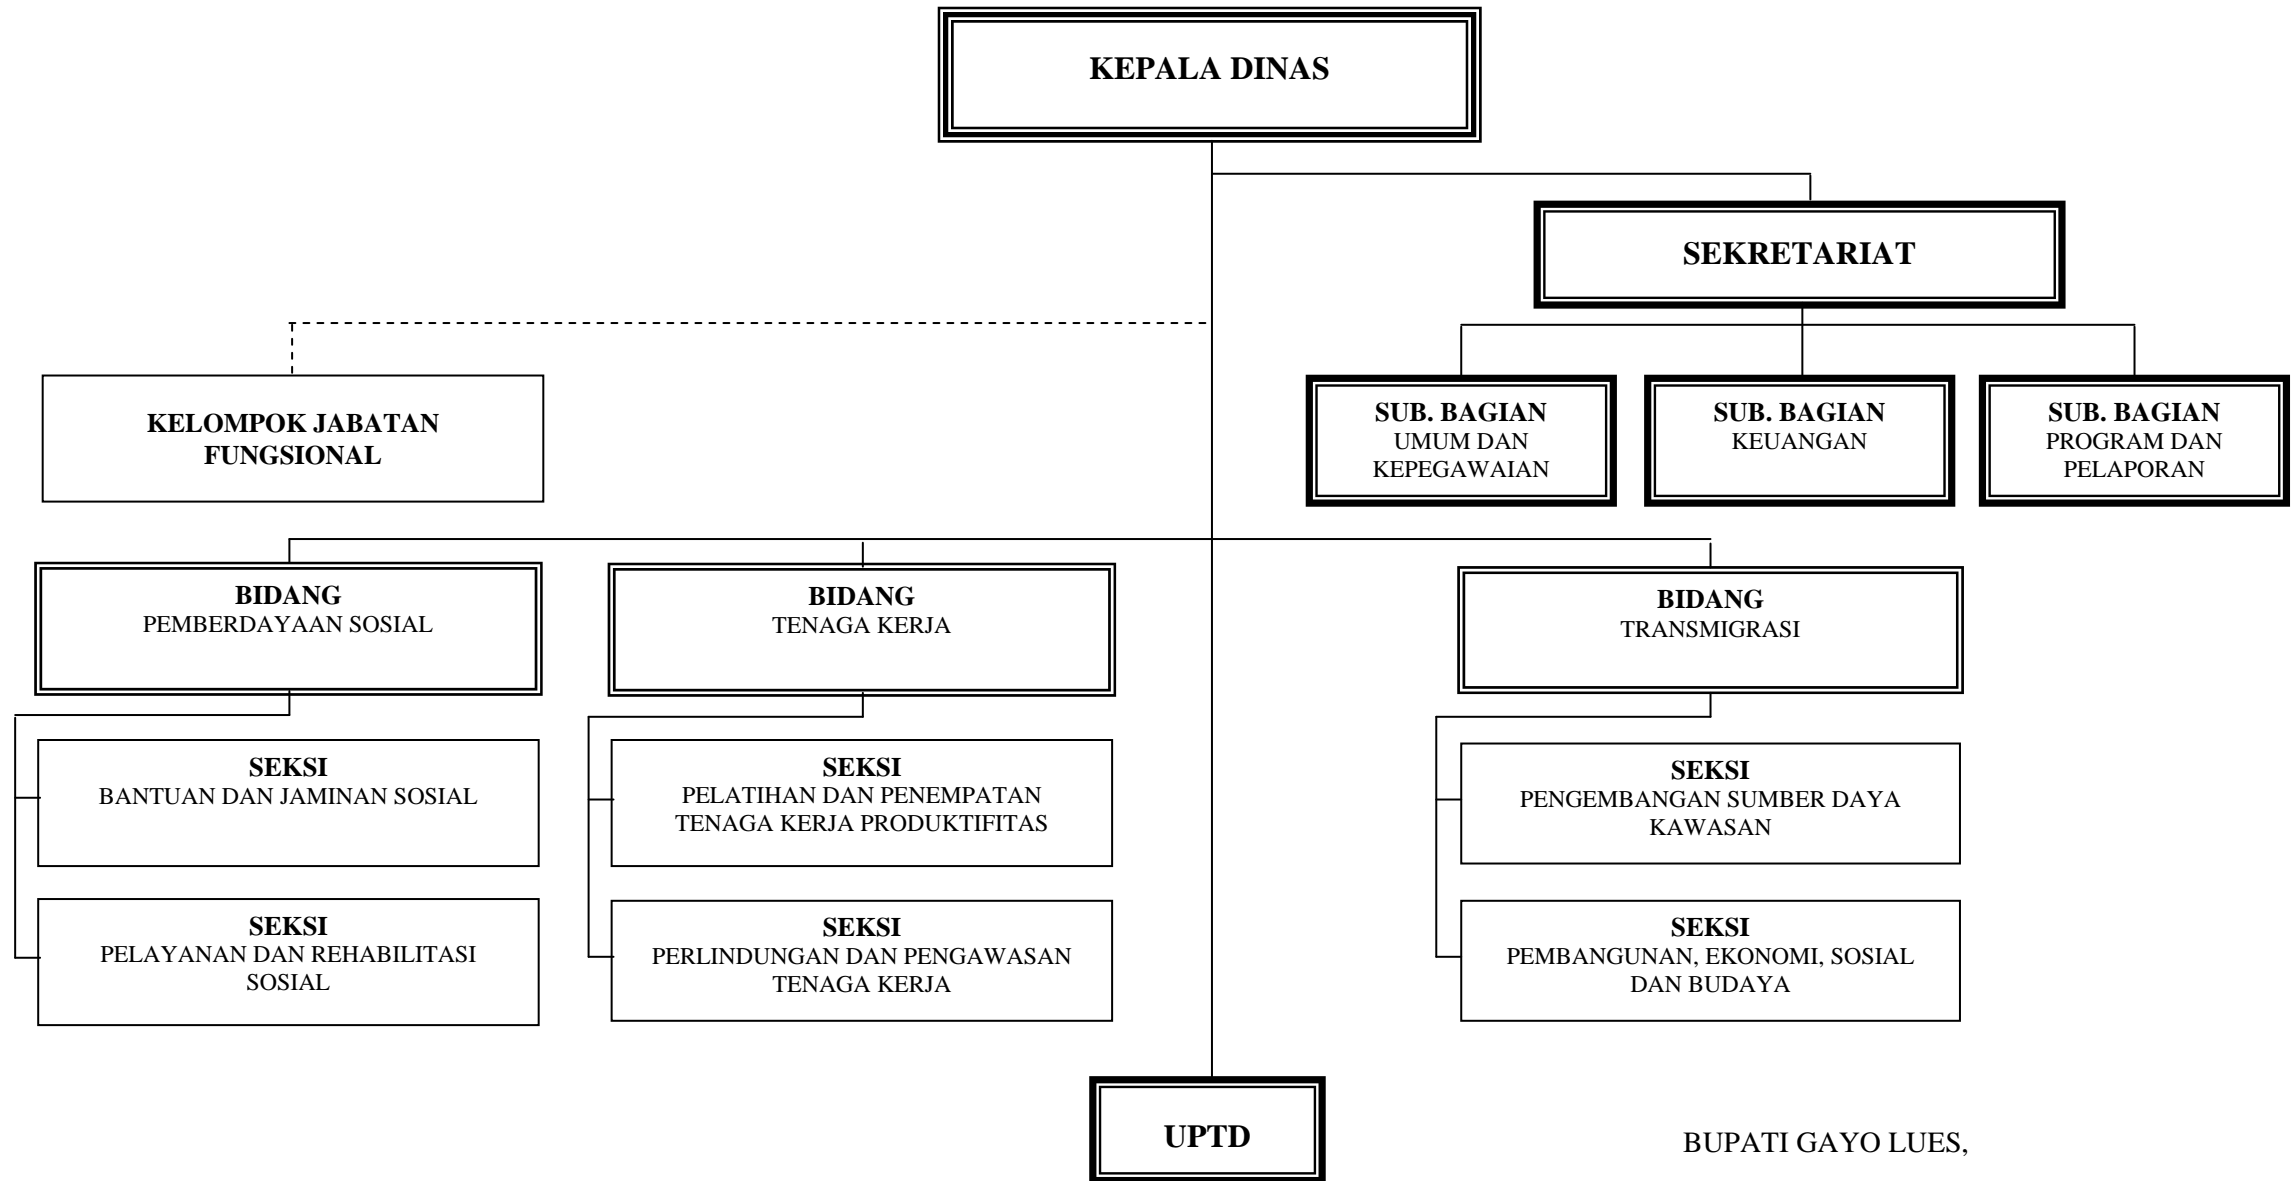 KEPALA DINAS
SEKRETARIAT
KELOMPOK JABATAN
FUNGSIONAL
SUB. BAGIAN
UMUM DAN
KEPEGAWAIAN
SUB. BAGIAN
KEUANGAN
SUB. BAGIAN
PROGRAM DAN
PELAPORAN
BIDANG
PEMBERDAYAAN SOSIAL
BIDANG
TENAGA KERJA
BIDANG
TRANSMIGRASI
SEKSI
BANTUAN DAN JAMINAN SOSIAL
SEKSI
PELATIHAN DAN PENEMPATAN
TENAGA KERJA PRODUKTIFITAS
SEKSI
PENGEMBANGAN SUMBER DAYA
KAWASAN
SEKSI
PELAYANAN DAN REHABILITASI
SOSIAL
SEKSI
PERLINDUNGAN DAN PENGAWASAN
TENAGA KERJA
SEKSI
PEMBANGUNAN, EKONOMI, SOSIAL
DAN BUDAYA
UPTD
BUPATI GAYO LUES,